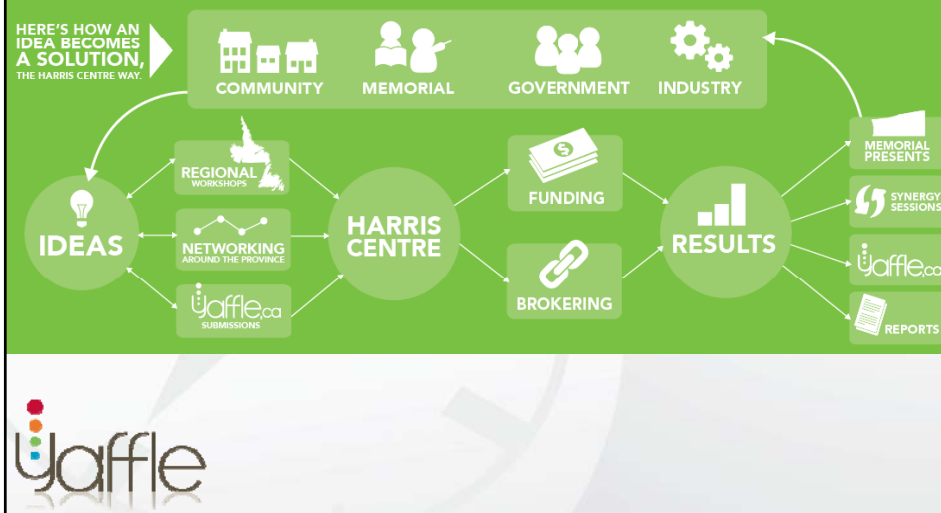 HERE'S HOW AN
IDEA BECOMES
A SOLUTION,
THE HARRIS CENTRE WAY.
COMMUNITY
MEMORIAL
GOVERNMENT
INDUSTRY
IDEAS
REGIONAL
WORKSHOPS
NETWORKING
AROUND THE PROVINCE
yaffle.ca
SUBMISSIONS
HARRIS
CENTRE
$
FUNDING
BROKERING
RESULTS
MEMORIAL
PRESENTS
SYNERGY
SESSIONS
yaffle.ca
REPORTS
yaffle